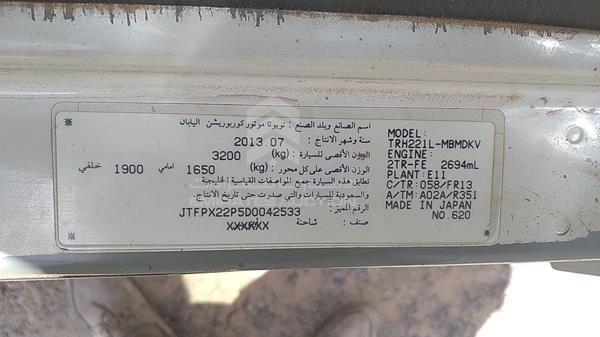 اسم الصانع وبلد الصنع : تويوتا موتور كوربوريشن اليابان
سنة وشهر الانتاج : 2013.07
الوزن الأقصى للسيارة : (kg) 3200
الوزن الأقصى على كل محور : (kg) 1650 امامي 1900 خلفي
تطابق هذه السيارة جميع المواصفات القياسية الخليجية
والسعودية للسيارات والتي صدرت حتى تاريخ الانتاج
الرقم المميز : JTFPX22P5D0042533
صنف : شاحنة
MODEL:
TRH221L-MBMDKV
ENGINE:
2TR-FE 2694mL
PLANT: E11
C/TR: 058/FR13
A/TM: A02A/R351
MADE IN JAPAN
NO.620